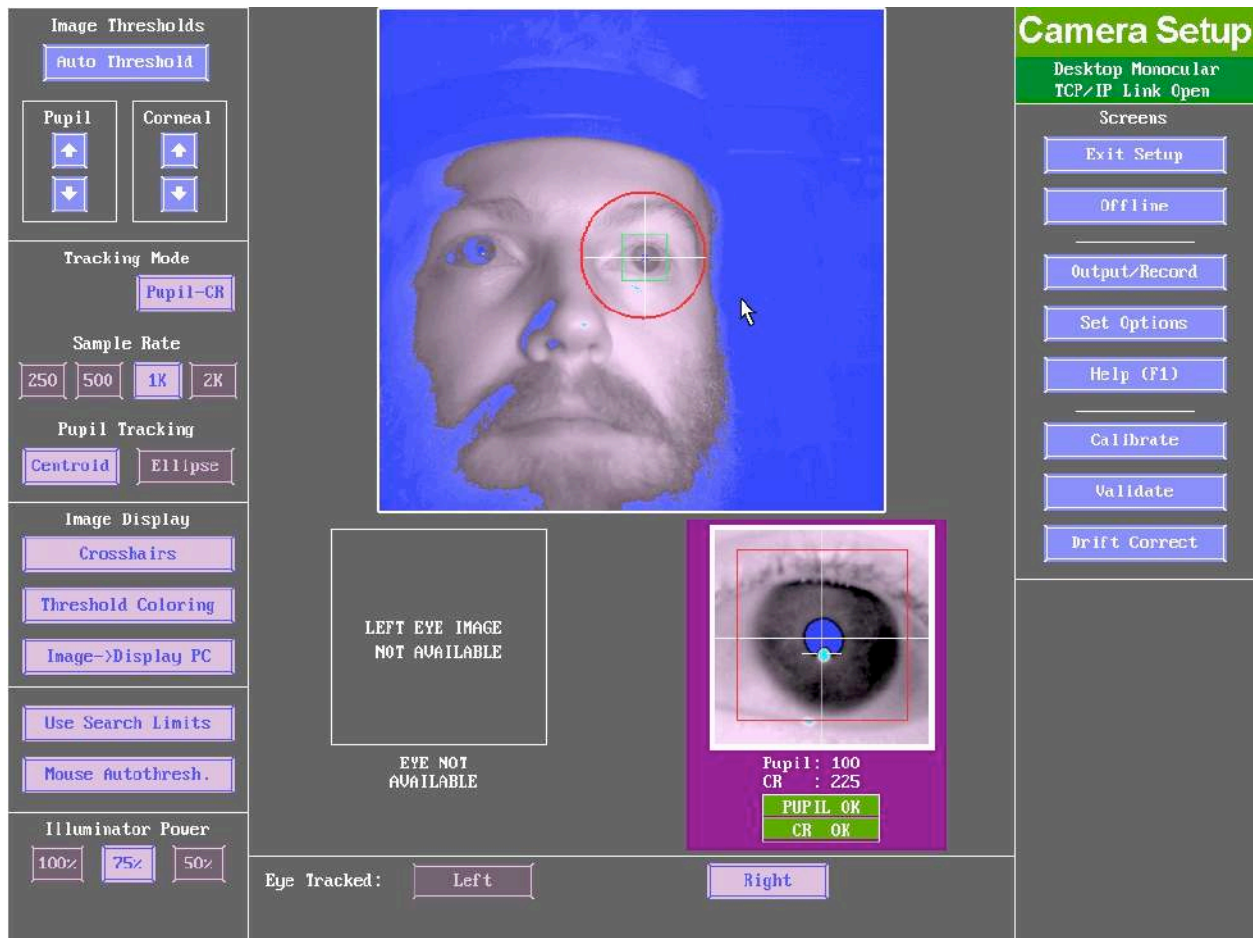 Image Thresholds
Auto Threshold
Pupil
Corneal
Tracking Mode
Pupil-CR
Sample Rate
250 500 1K 2K
Pupil Tracking
Centroid Ellipse
Image Display
Crosshairs
Threshold Coloring
Image->Display PC
Use Search Limits
Mouse Autothresh.
Illuminator Power
100% 75% 50%
LEFT EYE IMAGE
NOT AVAILABLE
EYE NOT
AVAILABLE
Pupil: 100
CR : 225
PUPIL OK
CR OK
Eye Tracked: Left Right
Camera Setup
Desktop Monocular
TCP/IP Link Open
Screens
Exit Setup
Offline
Output/Record
Set Options
Help (F1)
Calibrate
Validate
Drift Correct